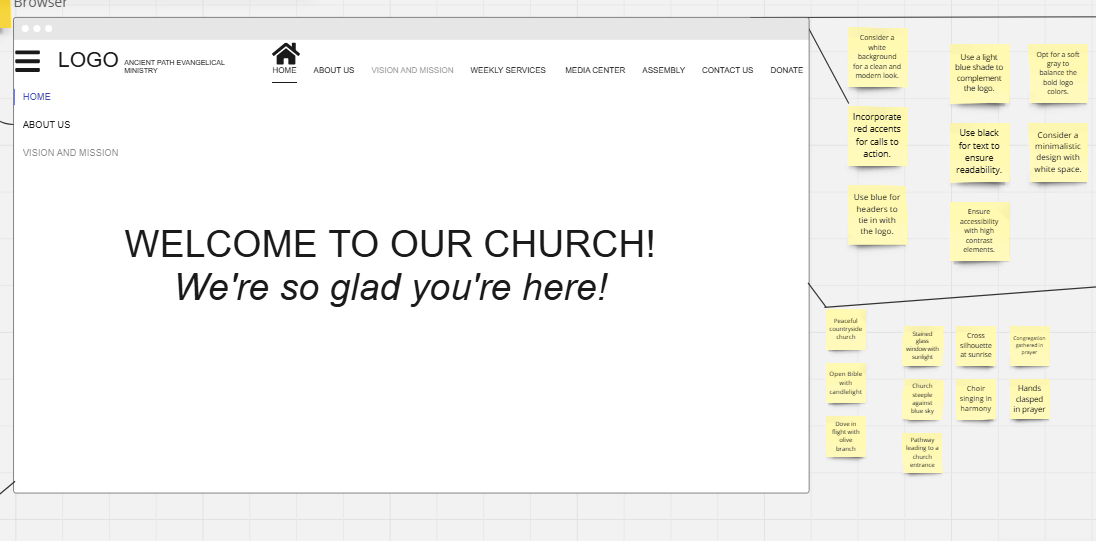 Browser
LOGO
ANCIENT PATH EVANGELICAL
MINISTRY
HOME
ABOUT US
VISION AND MISSION
WEEKLY SERVICES
MEDIA CENTER
ASSEMBLY
CONTACT US
DONATE
HOME
ABOUT US
VISION AND MISSION
WELCOME TO OUR CHURCH!
We're so glad you're here!
Consider a
white
background
for a clean and
modern look.
Use a light
blue shade to
complement
the logo.
Opt for a soft
gray to
balance the
bold logo
colors.
Incorporate
red accents
for calls to
action.
Use black
for text to
ensure
readability.
Consider a
minimalistic
design with
white space.
Use blue for
headers to
tie in with
the logo.
Ensure
accessibility
with high
contrast
elements.
Peaceful
countryside
church
Stained
glass
window with
sunlight
Cross
silhouette
at sunrise
Congregation
gathered in
prayer
Open Bible
with
candlelight
Church
steeple
against
blue sky
Choir
singing in
harmony
Hands
clasped
in prayer
Dove in
flight with
olive
branch
Pathway
leading to a
church
entrance